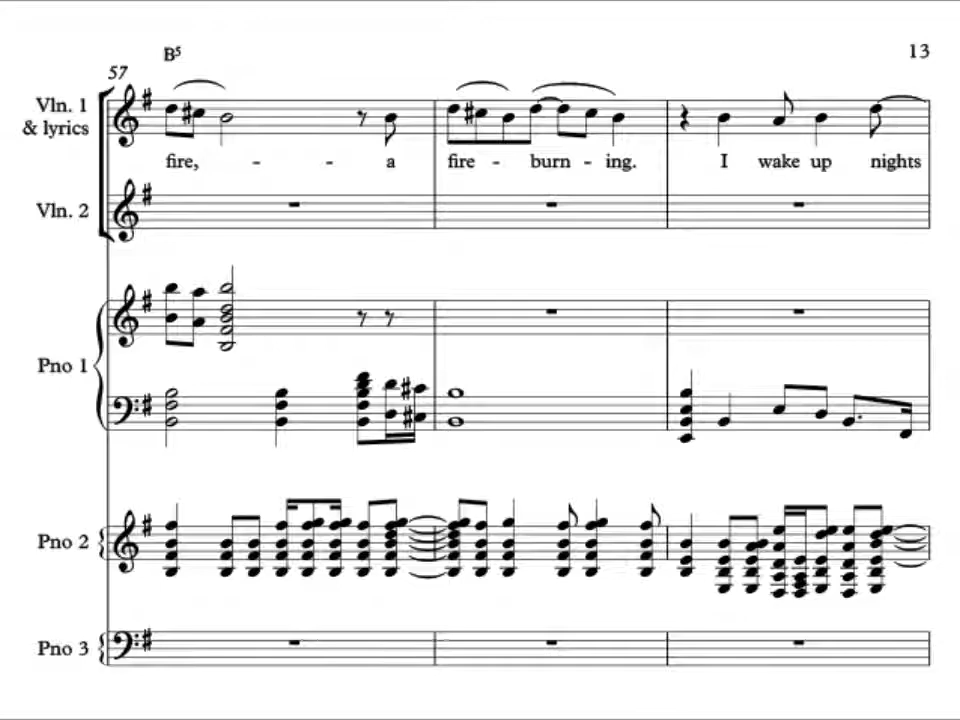 B5 13
57
Vln. 1
& lyrics
fire, - - a fire - burn - ing. I wake up nights
Vln. 2
Pno 1
Pno 2
Pno 3